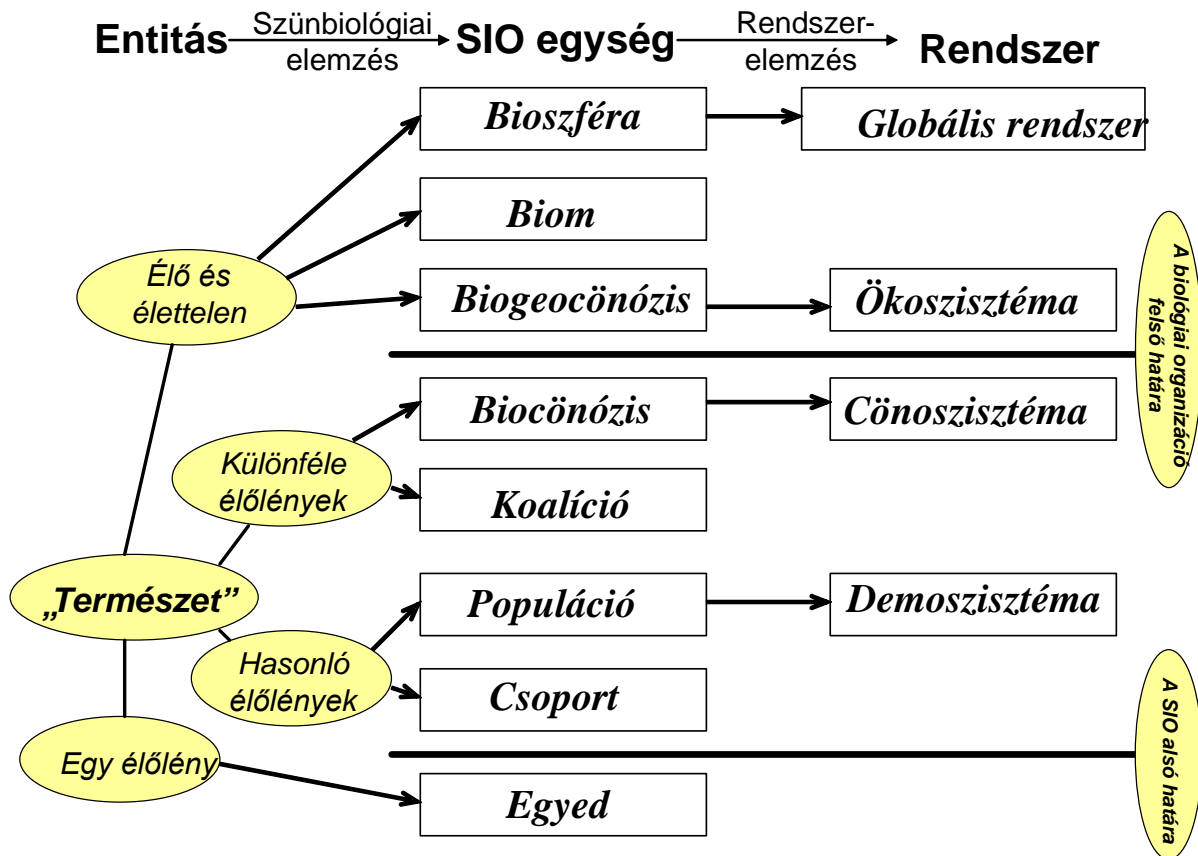 Entitás
Szünbiológiai
elemzés
SIO egység
Rendszer-
elemzés
Rendszer
Bioszféra
Globális rendszer
Biom
Élő és
élettelen
Biogeocönózis
Ökoszisztéma
A biológiai organizáció
felső határa
Biocönózis
Cönoszisztéma
Különféle
élőlények
Koalíció
„Természet”
Populáció
Demoszisztéma
Hasonló
élőlények
Csoport
A SIO alsó határa
Egy élőlény
Egyed